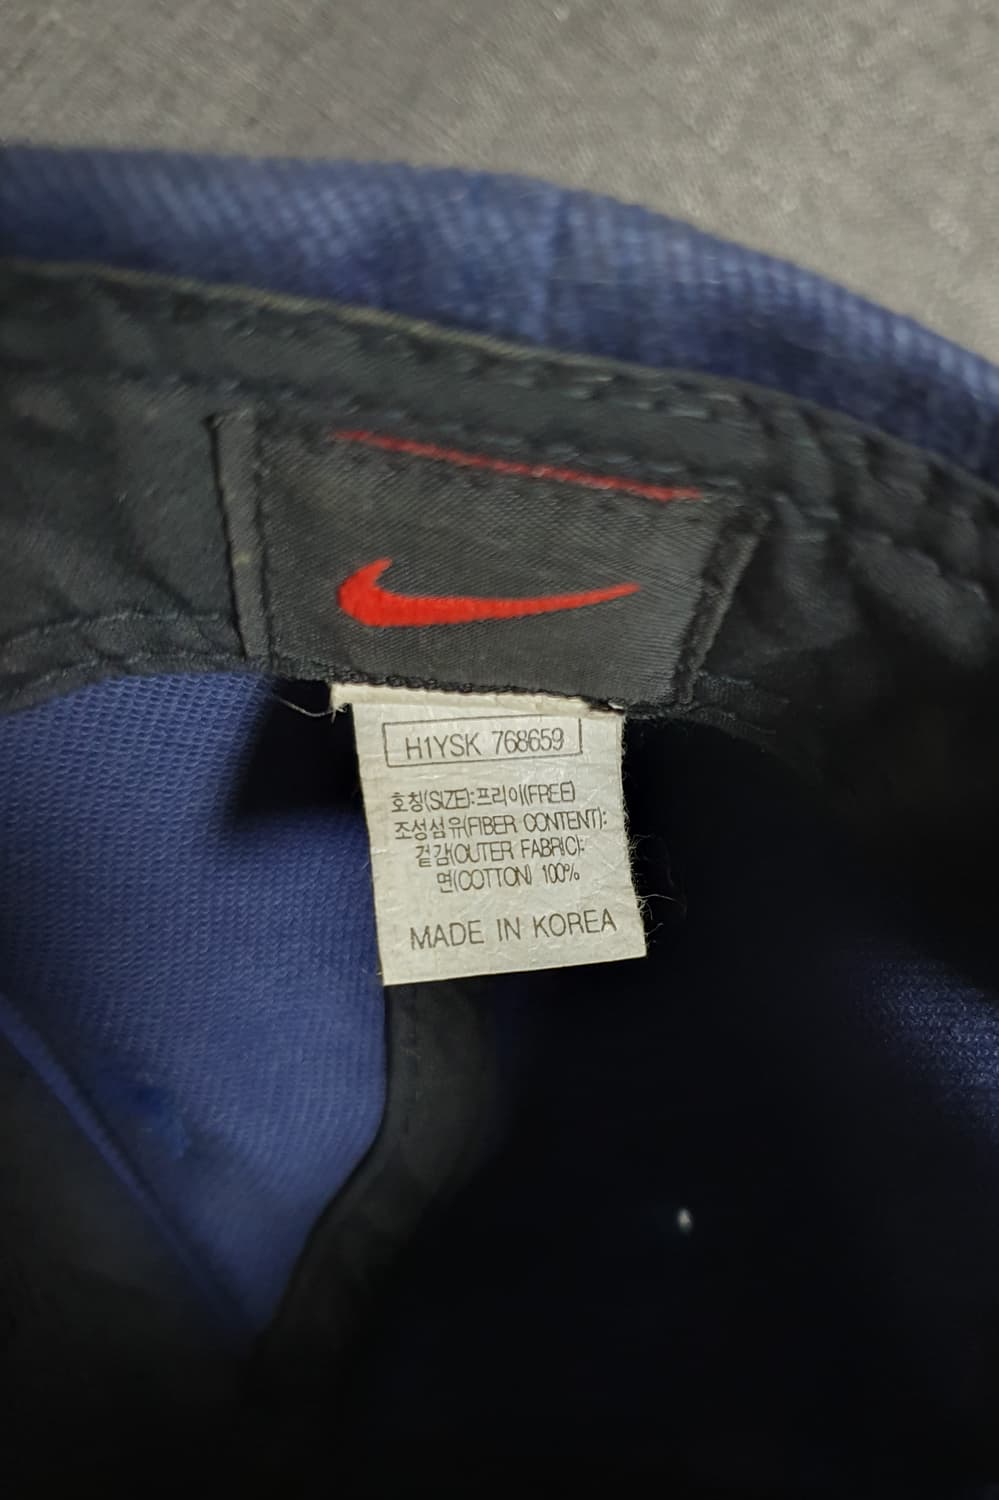 H1YSK 768659
호칭(SIZE):프리이(FREE)
조성섬유(FIBER CONTENT):
겉감(OUTER FABRIC):
면(COTTON) 100%
MADE IN KOREA